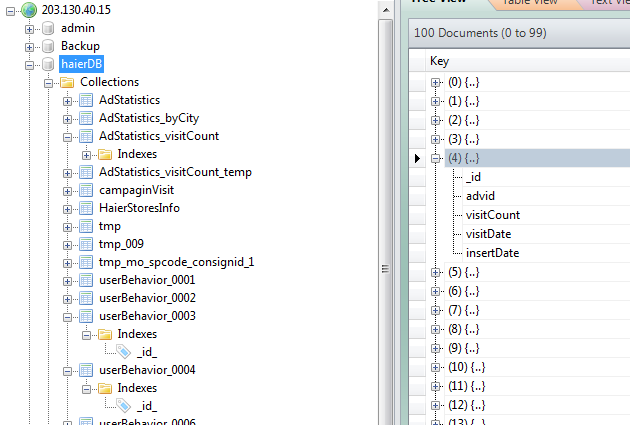 203.130.40.15
admin
Backup
haierDB
Collections
AdStatistics
AdStatistics_byCity
AdStatistics_visitCount
Indexes
AdStatistics_visitCount_temp
campaginVisit
HaierStoresInfo
tmp
tmp_009
tmp_mo_spcode_consignid_1
userBehavior_0001
userBehavior_0002
userBehavior_0003
Indexes
_id_
userBehavior_0004
Indexes
_id_
userBehavior_0006
Tree View
Table View
Text View
100 Documents (0 to 99)
Key
(0) {..}
(1) {..}
(2) {..}
(3) {..}
(4) {..}
_id
advid
visitCount
visitDate
insertDate
(5) {..}
(6) {..}
(7) {..}
(8) {..}
(9) {..}
(10) {..}
(11) {..}
(12) {..}
(13) {..}